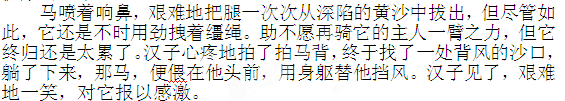 马喷着响鼻，艰难地把腿一次次从深陷的黄沙中拔出，但尽管如
此，它还是不时用劲拽着缰绳。助不愿再骑它的主人一臂之力，但它
终归还是太累了。汉子心疼地拍了拍马背，终于找了一处背风的沙口，
躺了下来，那马，便偎在他头前，用身躯替他挡风。汉子见了，艰难
地一笑，对它报以感激。